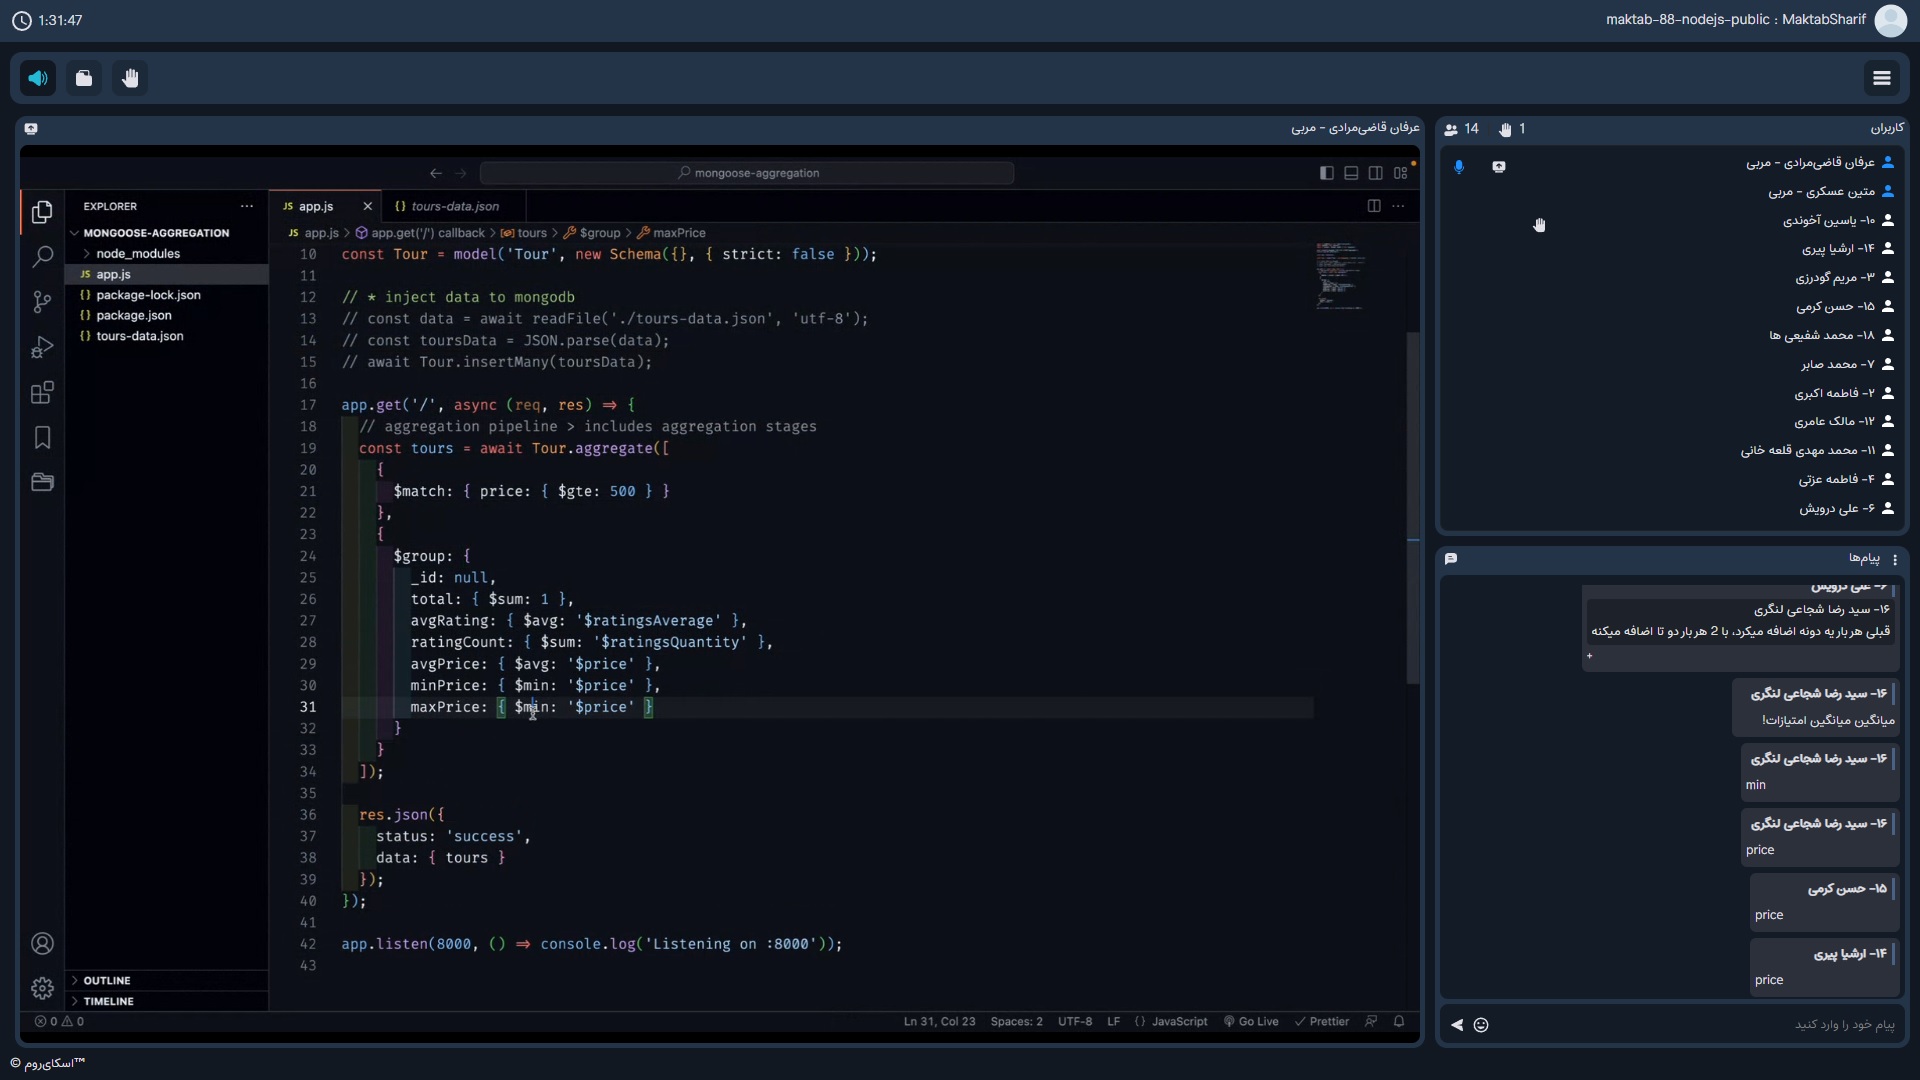 1:31:47
maktab-88-nodejs-public : MaktabSharif
عرفان قاضی‌مرادی - مربی
mongoose-aggregation
EXPLORER
MONGOOSE-AGGREGATION
node_modules
JS app.js
{} package-lock.json
{} package.json
{} tours-data.json
OUTLINE
TIMELINE
JS app.js
{} tours-data.json
JS app.js > app.get('/') callback > tours > $group > maxPrice
10 const Tour = model('Tour', new Schema({}, { strict: false }));
11
12 // * inject data to mongodb
13 // const data = await readFile('./tours-data.json', 'utf-8');
14 // const toursData = JSON.parse(data);
15 // await Tour.insertMany(toursData);
16
17 app.get('/', async (req, res) => {
18 // aggregation pipeline > includes aggregation stages
19 const tours = await Tour.aggregate([
20 {
21 $match: { price: { $gte: 500 } }
22 },
23 {
24 $group: {
25 _id: null,
26 total: { $sum: 1 },
27 avgRating: { $avg: '$ratingsAverage' },
28 ratingCount: { $sum: '$ratingsQuantity' },
29 avgPrice: { $avg: '$price' },
30 minPrice: { $min: '$price' },
31 maxPrice: { $min: '$price' }
32 }
33 }
34 ]);
35
36 res.json({
37 status: 'success',
38 data: { tours }
39 });
40 });
41
42 app.listen(8000, () => console.log('Listening on :8000'));
43
0 0
Ln 31, Col 23 Spaces: 2 UTF-8 LF {} JavaScript Go Live Prettier
کاربران
14 1
عرفان قاضی‌مرادی - مربی
متین عسکری - مربی
۱۰- یاسین آخوندی
۱۴- ارشیا پیری
۳- مریم گودرزی
۱۵- حسن کرمی
۱۸- محمد شفیعی ها
۷- محمد صابر
۲- فاطمه اکبری
۱۲- مالک عامری
۱۱- محمد مهدی قلعه خانی
۴- فاطمه عزتی
۶- علی درویش
پیام‌ها
۶- علی درویش
۱۶- سید رضا شجاعی لنگری
قبلی هر بار یه دونه اضافه میکرد، با 2 هر بار دو تا اضافه میکنه
+
۱۶- سید رضا شجاعی لنگری
میانگین میانگین امتیازات!
۱۶- سید رضا شجاعی لنگری
min
۱۶- سید رضا شجاعی لنگری
price
۱۵- حسن کرمی
price
۱۴- ارشیا پیری
price
پیام خود را وارد کنید
© اسکای‌روم™